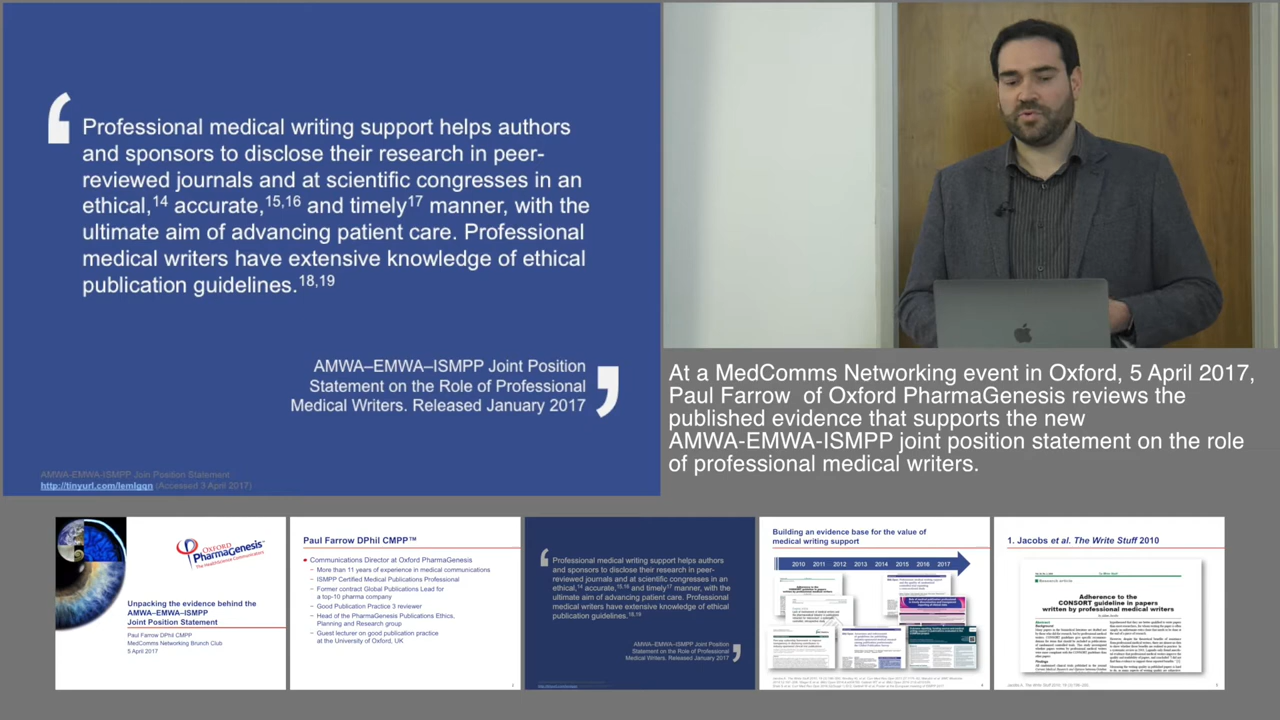 Professional medical writing support helps authors
and sponsors to disclose their research in peer-
reviewed journals and at scientific congresses in an
ethical,14 accurate,15,16 and timely17 manner, with the
ultimate aim of advancing patient care. Professional
medical writers have extensive knowledge of ethical
publication guidelines.18,19
AMWA–EMWA–ISMPP Joint Position
Statement on the Role of Professional
Medical Writers. Released January 2017
AMWA-EMWA-ISMPP Join Position Statement
http://tinyurl.com/lemlgqn (Accessed 3 April 2017)
At a MedComms Networking event in Oxford, 5 April 2017,
Paul Farrow of Oxford PharmaGenesis reviews the
published evidence that supports the new
AMWA-EMWA-ISMPP joint position statement on the role
of professional medical writers.
OXFORD
PHARMAGENESIS
The HealthScience Communicators
Unpacking the evidence behind the
AMWA–EMWA–ISMPP
Joint Position Statement
Paul Farrow DPhil CMPP
MedComms Networking Brunch Club
5 April 2017
Paul Farrow DPhil CMPP™
Communications Director at Oxford PharmaGenesis
– More than 11 years of experience in medical communications
– ISMPP Certified Medical Publications Professional
– Former contract Global Publications Lead for
a top-10 pharma company
– Good Publication Practice 3 reviewer
– Head of the PharmaGenesis Publications Ethics,
Planning and Research group
– Guest lecturer on good publication practice
at the University of Oxford, UK
Professional medical writing support helps authors
and sponsors to disclose their research in peer-
reviewed journals and at scientific congresses in an
ethical,14 accurate,15,16 and timely17 manner, with the
ultimate aim of advancing patient care. Professional
medical writers have extensive knowledge of ethical
publication guidelines.18,19
AMWA–EMWA–ISMPP Joint Position
Statement on the Role of Professional
Medical Writers. Released January 2017
Building an evidence base for the value of
medical writing support
2010 2011 2012 2013 2014 2015 2016 2017
1. Jacobs et al. The Write Stuff 2010
Adherence to the
CONSORT guideline in papers
written by professional medical writers